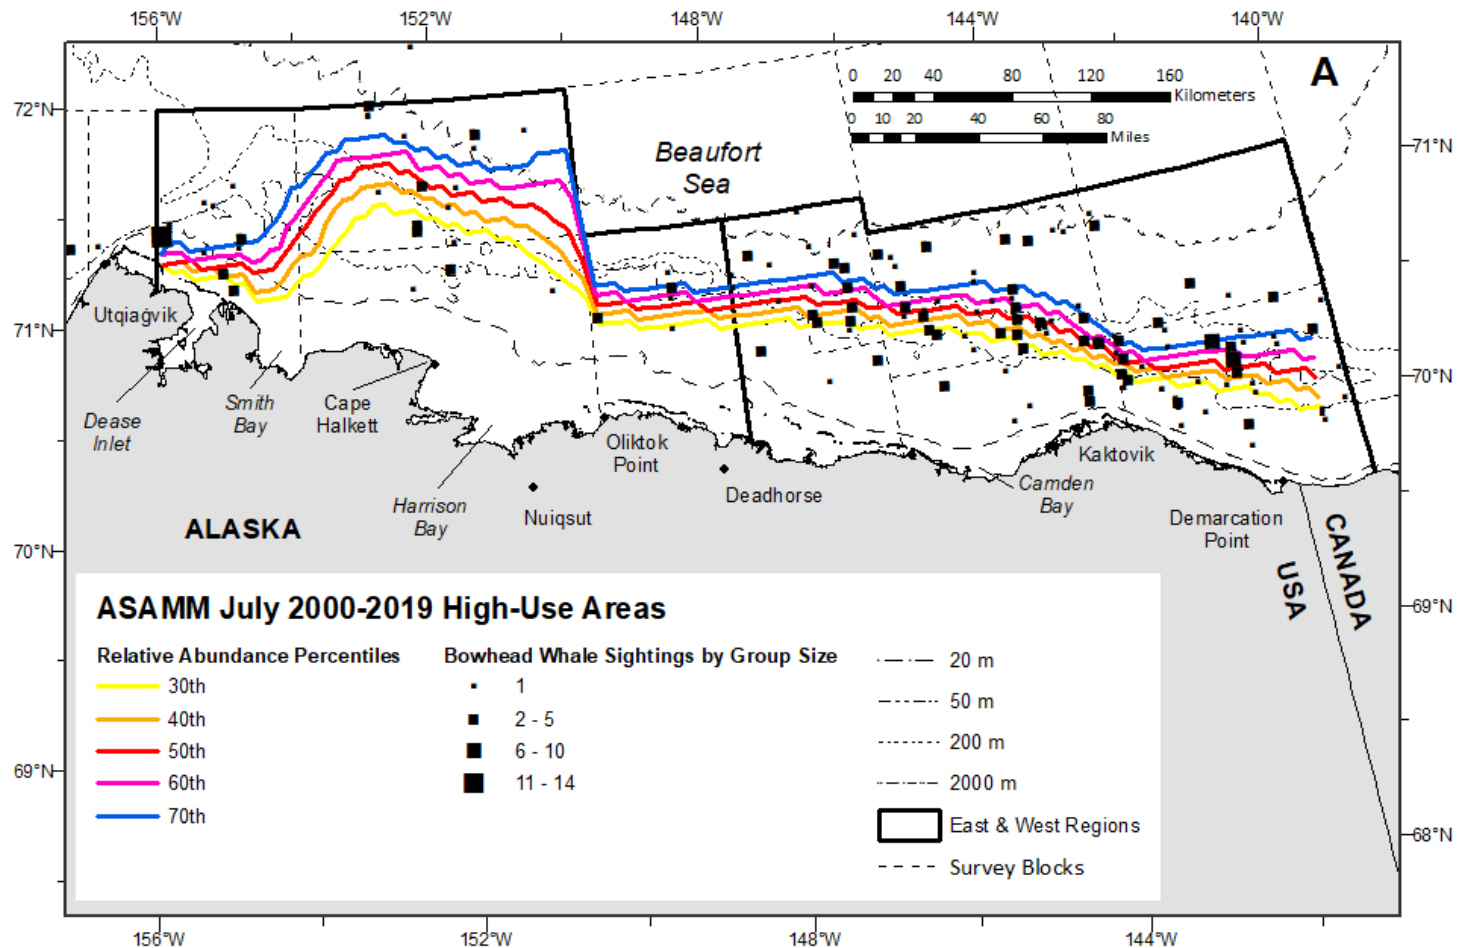 156°W 152°W 148°W 144°W 140°W
A
0 20 40 80 120 160
Kilometers
0 10 20 40 60 80
Miles
72°N
71°N
Beaufort
Sea
71°N
70°N
Utqiaġvik
Dease
Inlet
Smith
Bay
Cape
Halkett
Harrison
Bay
Oliktok
Point
Nuiqsut
Deadhorse
Camden
Bay
Kaktovik
Demarcation
Point
ALASKA
USA
CANADA
70°N
69°N
69°N
68°N
ASAMM July 2000-2019 High-Use Areas
Relative Abundance Percentiles
30th
40th
50th
60th
70th
Bowhead Whale Sightings by Group Size
1
2 - 5
6 - 10
11 - 14
20 m
50 m
200 m
2000 m
East & West Regions
Survey Blocks
156°W 152°W 148°W 144°W